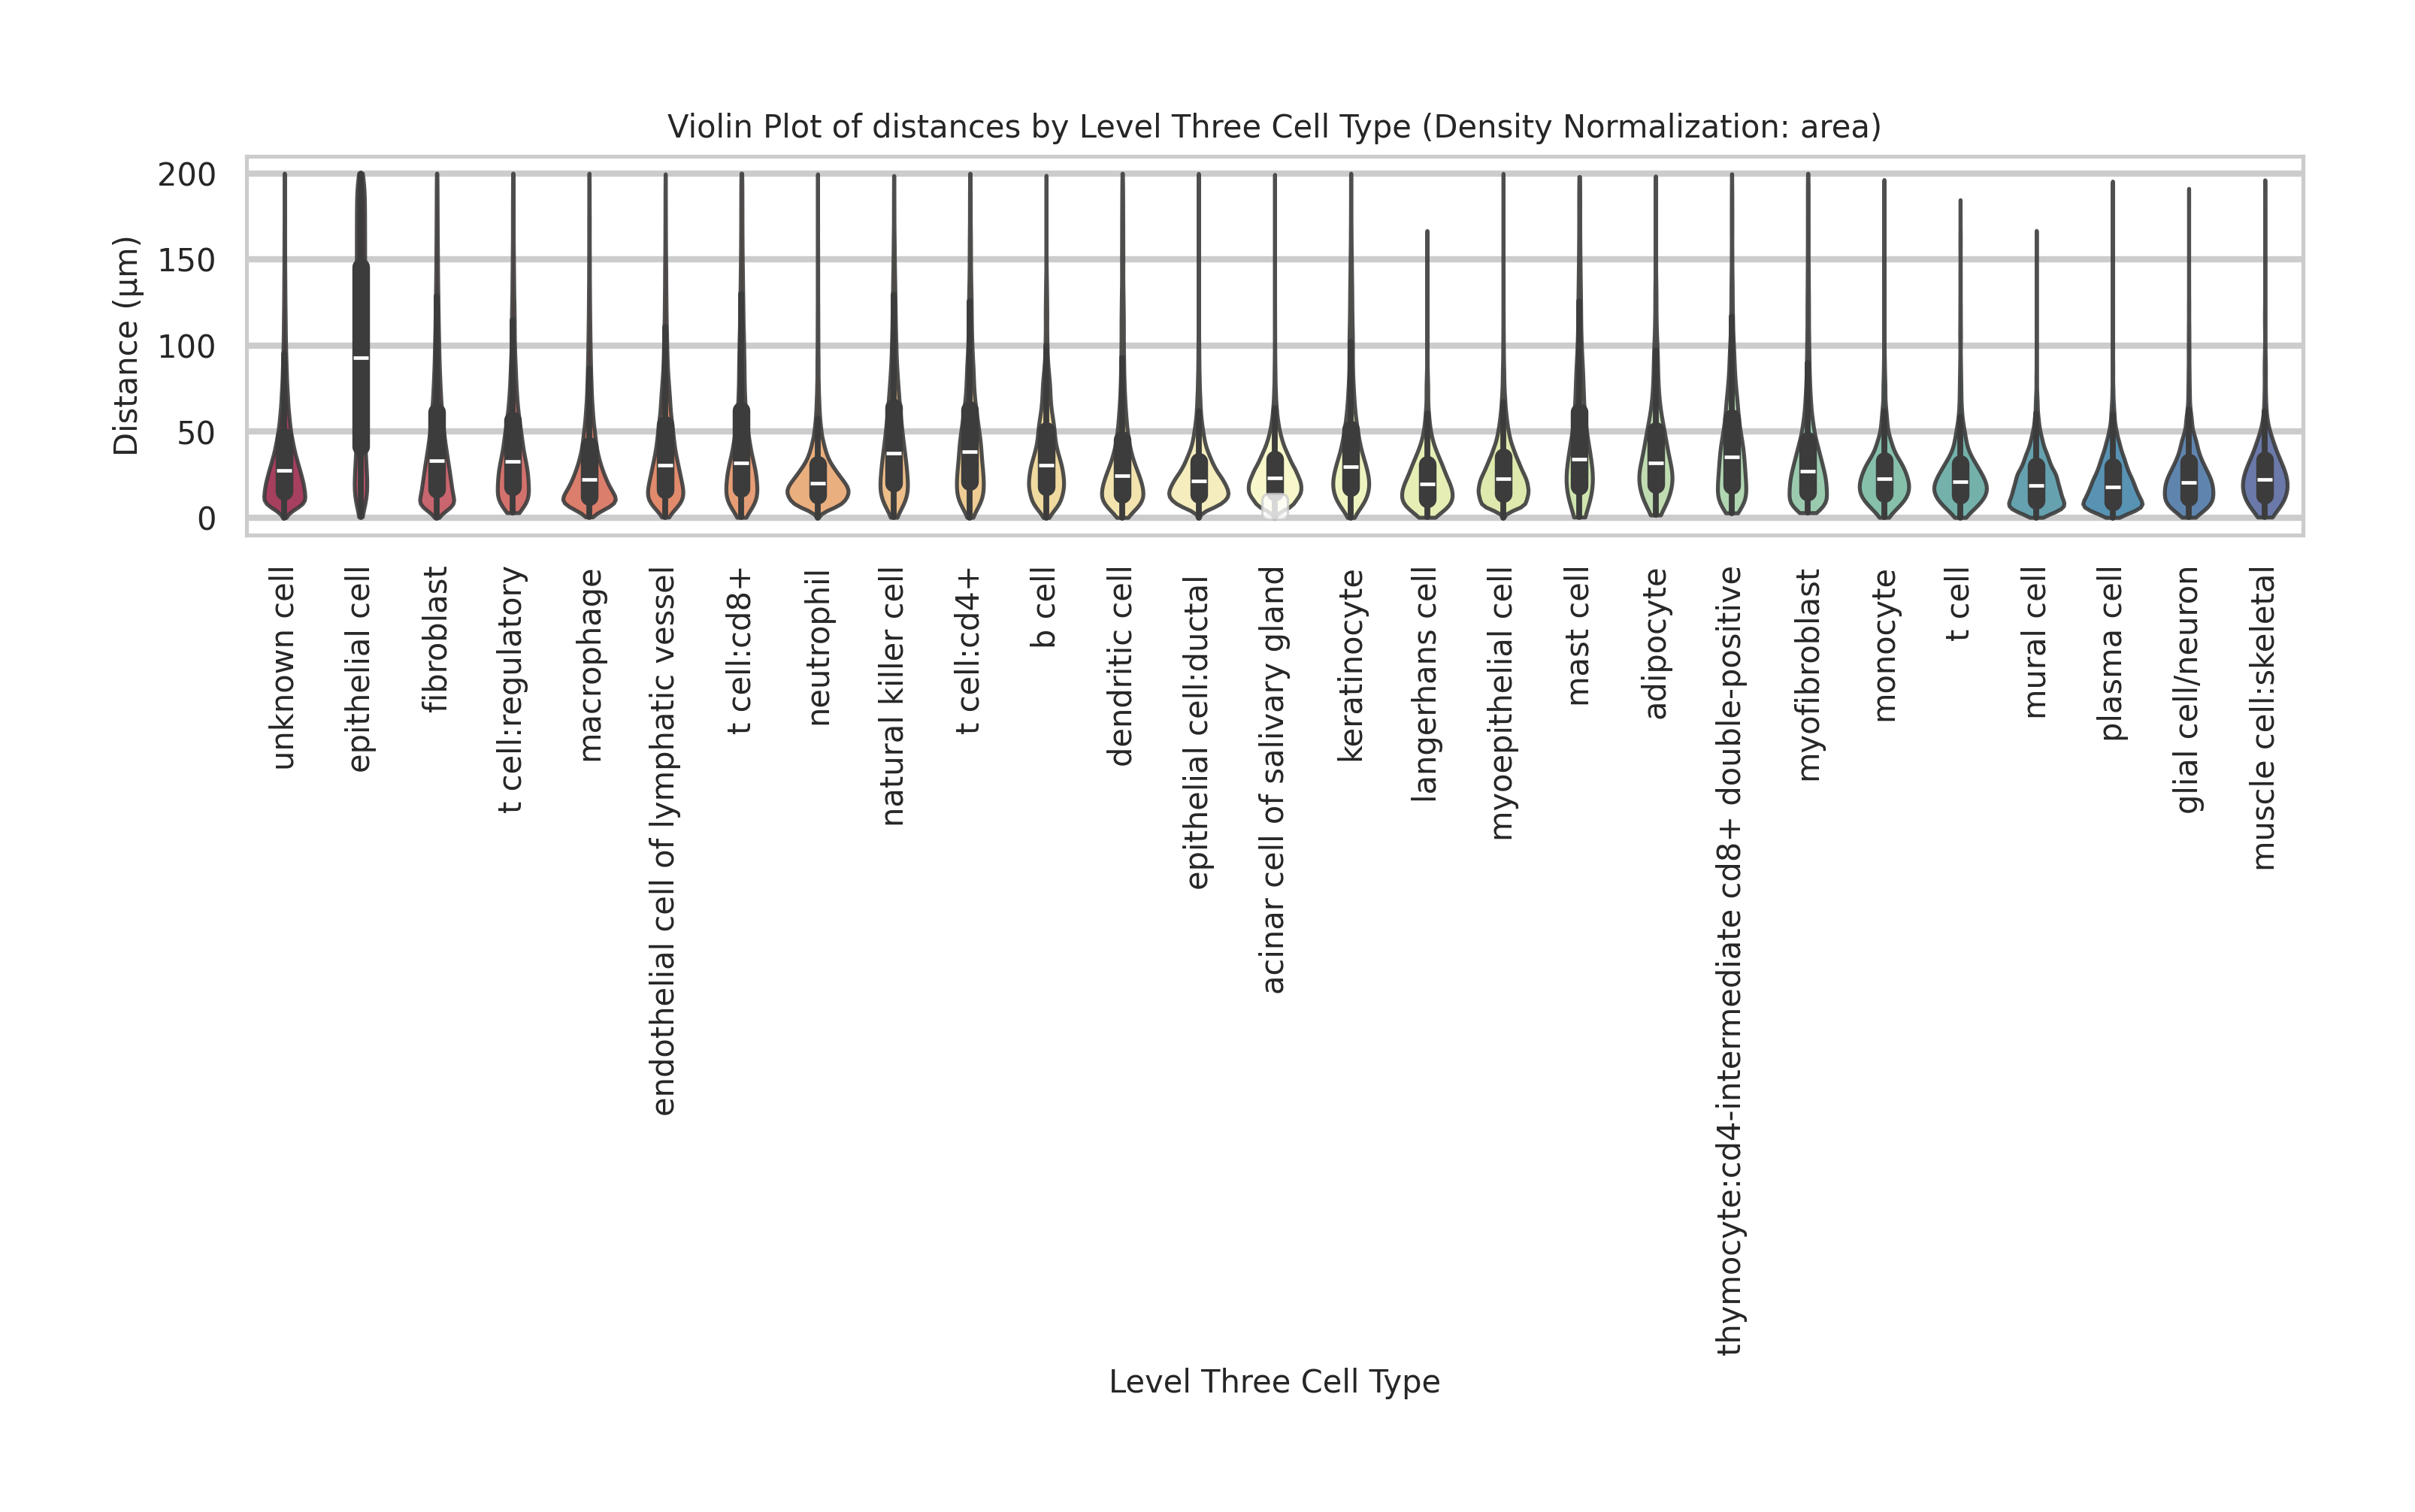 Violin Plot of distances by Level Three Cell Type (Density Normalization: area)
Distance (µm)
200
150
100
50
0
unknown cell
epithelial cell
fibroblast
t cell:regulatory
macrophage
endothelial cell of lymphatic vessel
t cell:cd8+
neutrophil
natural killer cell
t cell:cd4+
b cell
dendritic cell
epithelial cell:ductal
acinar cell of salivary gland
keratinocyte
langerhans cell
myoepithelial cell
mast cell
adipocyte
thymocyte:cd4-intermediate cd8+ double-positive
myofibroblast
monocyte
t cell
mural cell
plasma cell
glial cell/neuron
muscle cell:skeletal
Level Three Cell Type